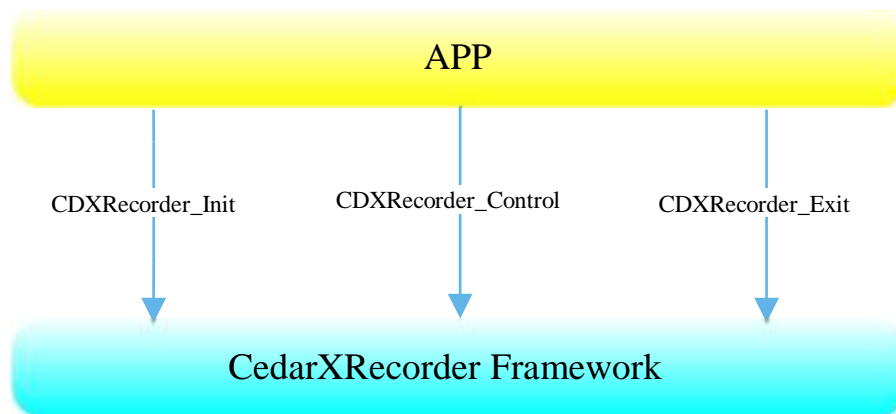 APP
CDXRecorder_Init
CDXRecorder_Control
CDXRecorder_Exit
CedarXRecorder Framework